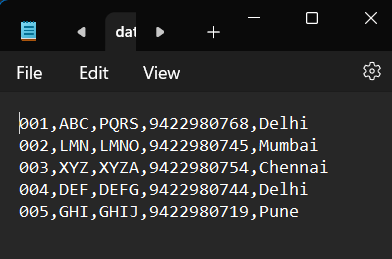 dat
File Edit View
001,ABC,PQRS,9422980768,Delhi
002,LMN,LMNO,9422980745,Mumbai
003,XYZ,XYZA,9422980754,Chennai
004,DEF,DEFG,9422980744,Delhi
005,GHI,GHIJ,9422980719,Pune